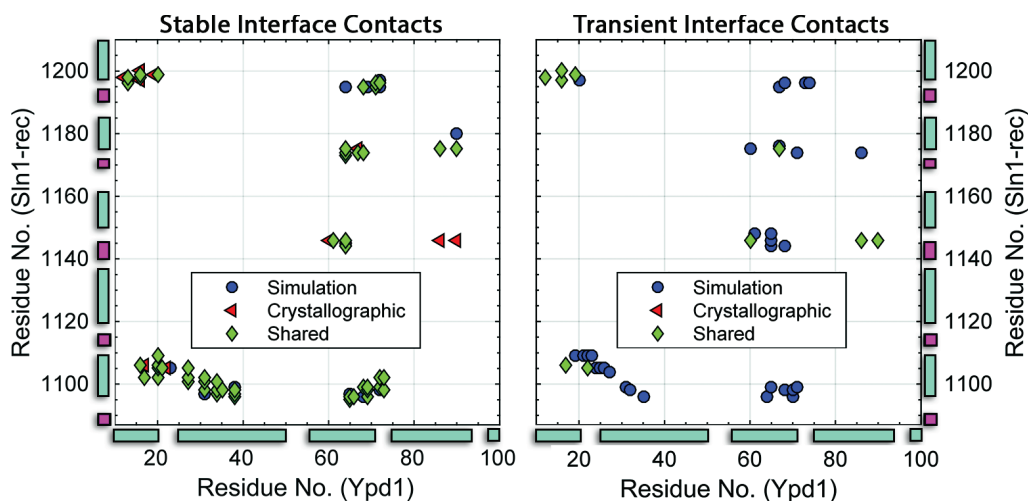 Stable Interface Contacts
Transient Interface Contacts
Residue No. (Sln1-rec)
1200
1180
1160
1140
1120
1100
Simulation
Crystallographic
Shared
20
40
60
80
100
Residue No. (Ypd1)
Simulation
Crystallographic
Shared
1200
1180
1160
1140
1120
1100
Residue No. (Sln1-rec)
20
40
60
80
100
Residue No. (Ypd1)